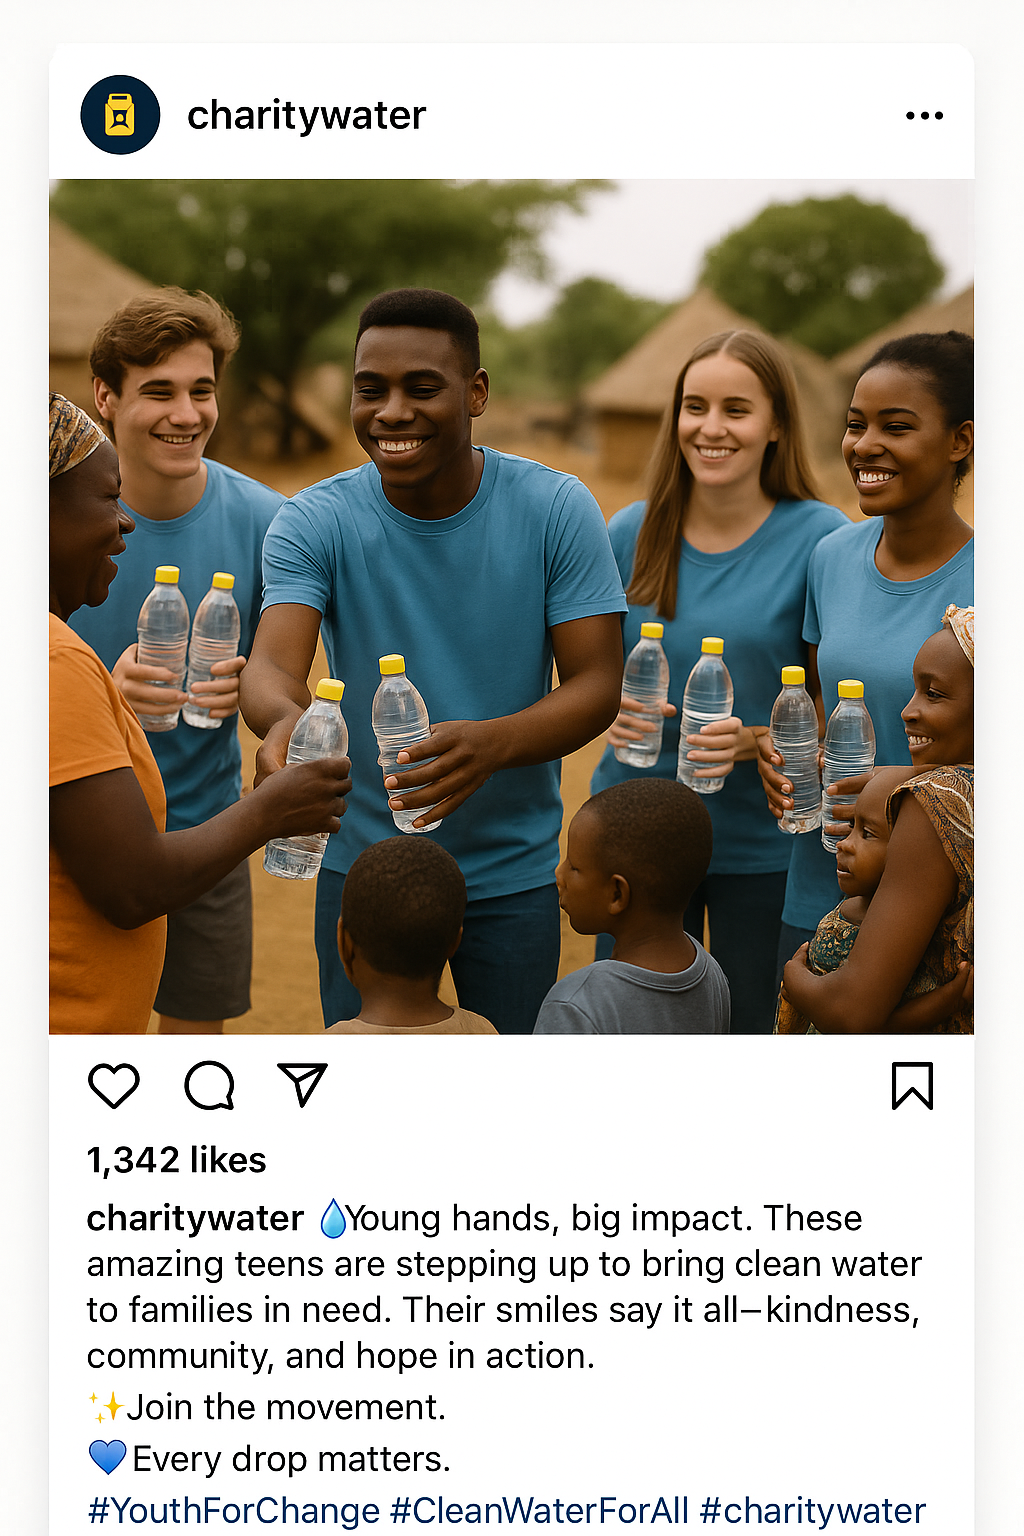 charitywater
1,342 likes
charitywater 💧Young hands, big impact. These
amazing teens are stepping up to bring clean water
to families in need. Their smiles say it all—kindness,
community, and hope in action.
✨Join the movement.
💙Every drop matters.
#YouthForChange #CleanWaterForAll #charitywater